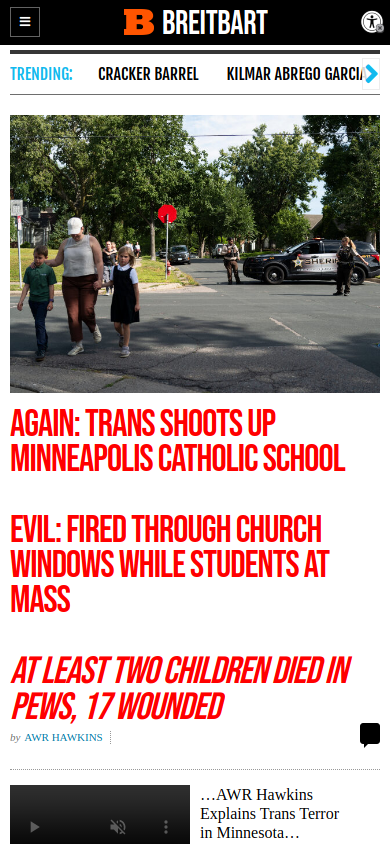 BREITBART
TRENDING: CRACKER BARREL KILMAR ABREGO GARCIA
SHERIFF
AGAIN: TRANS SHOOTS UP
MINNEAPOLIS CATHOLIC SCHOOL
EVIL: FIRED THROUGH CHURCH
WINDOWS WHILE STUDENTS AT
MASS
AT LEAST TWO CHILDREN DIED IN
PEWS, 17 WOUNDED
by AWR HAWKINS
…AWR Hawkins
Explains Trans Terror
in Minnesota…